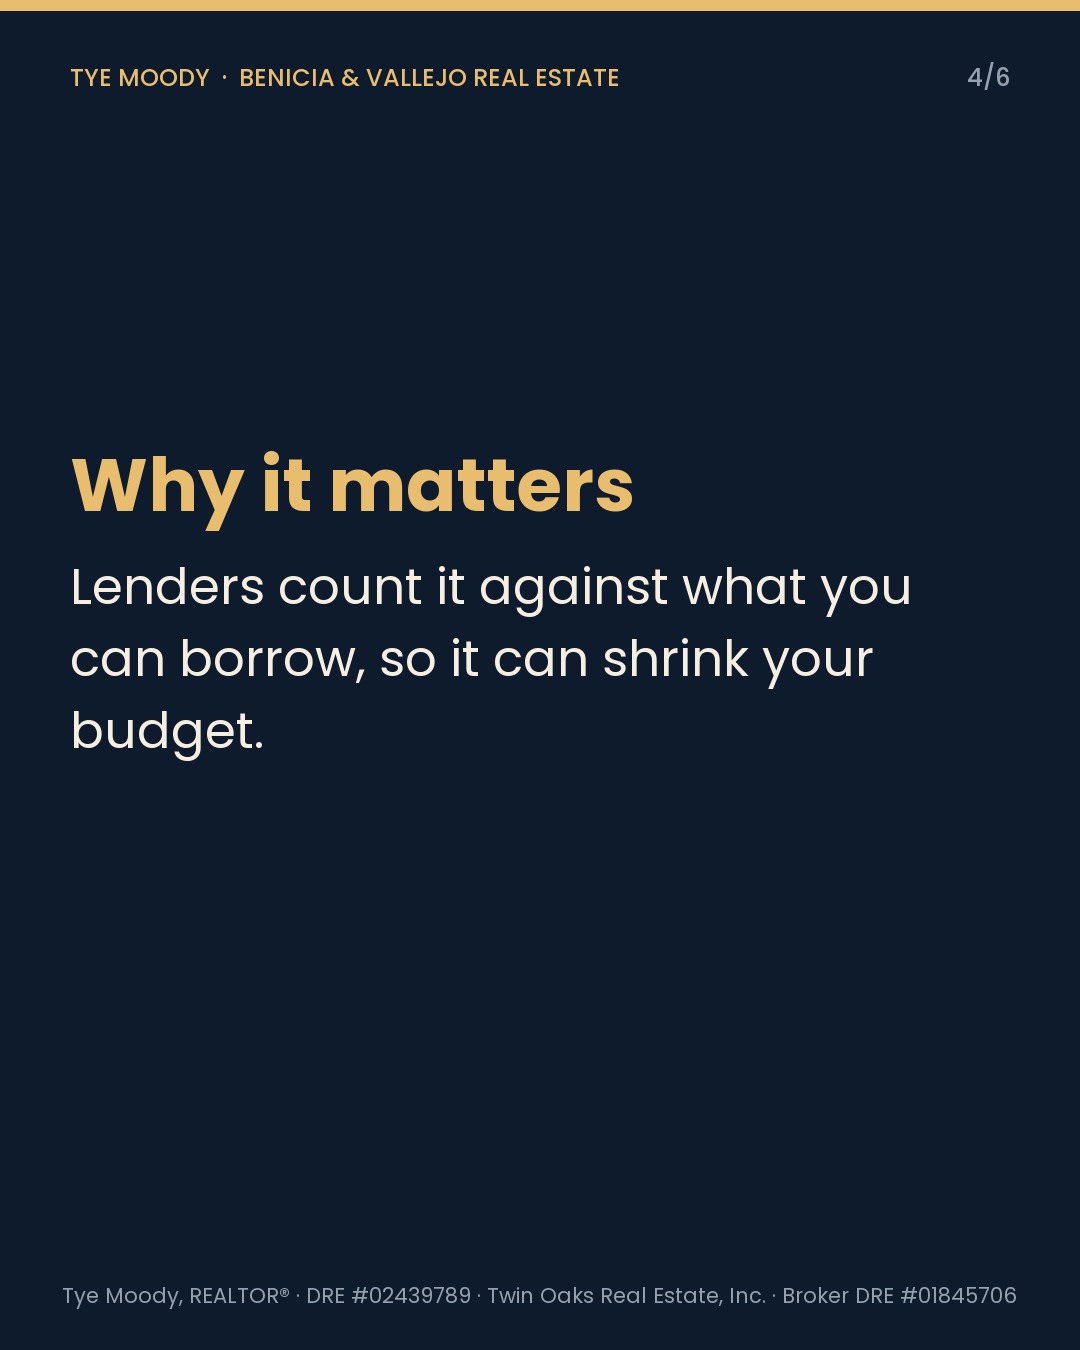 TYE MOODY · BENICIA & VALLEJO REAL ESTATE
4/6
Why it matters
Lenders count it against what you
can borrow, so it can shrink your
budget.
Tye Moody, REALTOR® · DRE #02439789 · Twin Oaks Real Estate, Inc. · Broker DRE #01845706